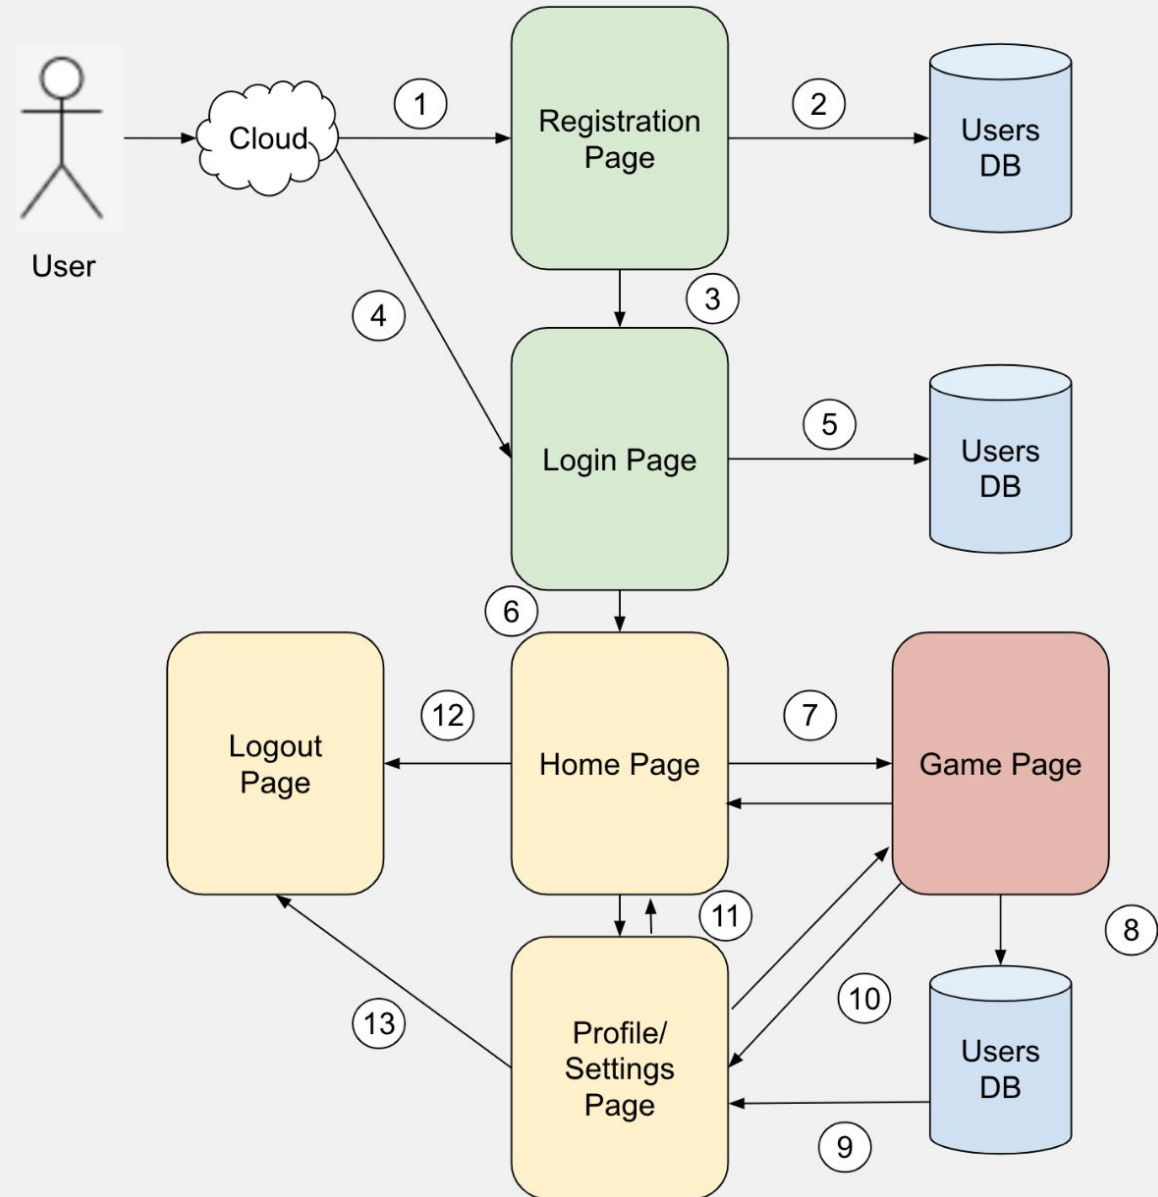 1
2
Registration
Page
Cloud
Users
DB
User
3
4
5
Login Page
Users
DB
6
12
7
Logout
Page
Home Page
Game Page
11
8
10
13
Profile/
Settings
Page
Users
DB
9